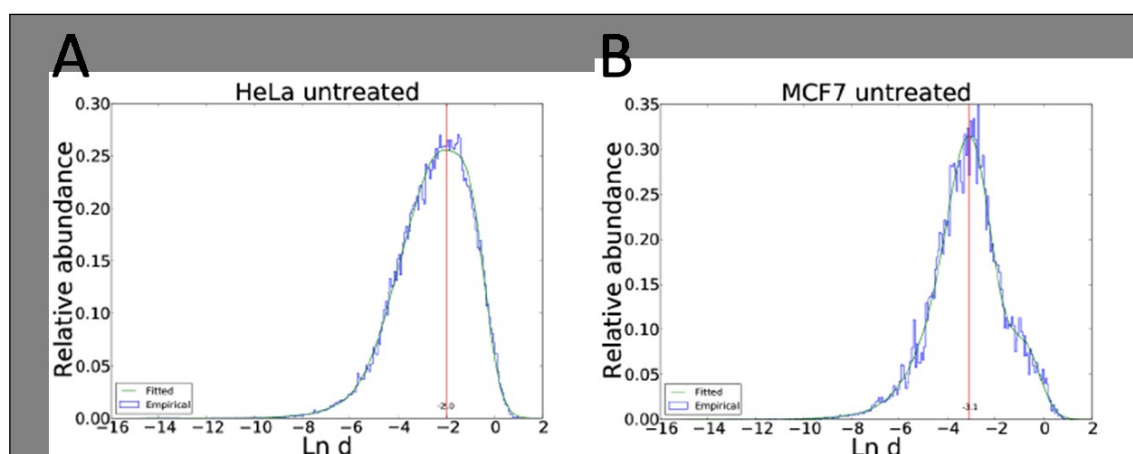 A
HeLa untreated
0.30
0.25
0.20
0.15
0.10
0.05
0.00
Relative abundance
Fitted
Empirical
-2.0
−16 −14 −12 −10 −8 −6 −4 −2 0 2
Ln d
B
MCF7 untreated
0.35
0.30
0.25
0.20
0.15
0.10
0.05
0.00
Relative abundance
Fitted
Empirical
-3.1
−16 −14 −12 −10 −8 −6 −4 −2 0 2
Ln d